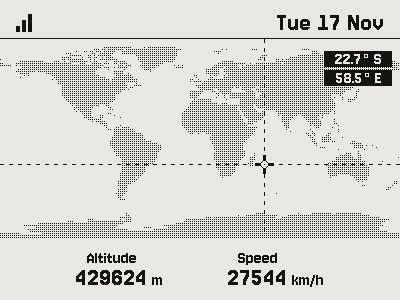 Tue 17 Nov
22.7° S
58.5° E
Altitude
429624 m
Speed
27544 km/h